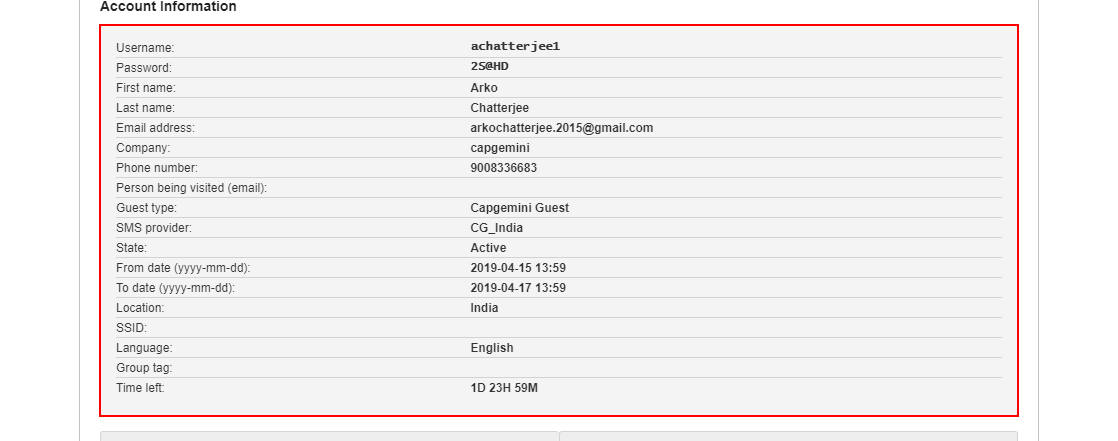 Account Information
Username: achatterjee1
Password: 2S@HD
First name: Arko
Last name: Chatterjee
Email address: arkochatterjee.2015@gmail.com
Company: capgemini
Phone number: 9008336683
Person being visited (email):
Guest type: Capgemini Guest
SMS provider: CG_India
State: Active
From date (yyyy-mm-dd): 2019-04-15 13:59
To date (yyyy-mm-dd): 2019-04-17 13:59
Location: India
SSID:
Language: English
Group tag:
Time left: 1D 23H 59M